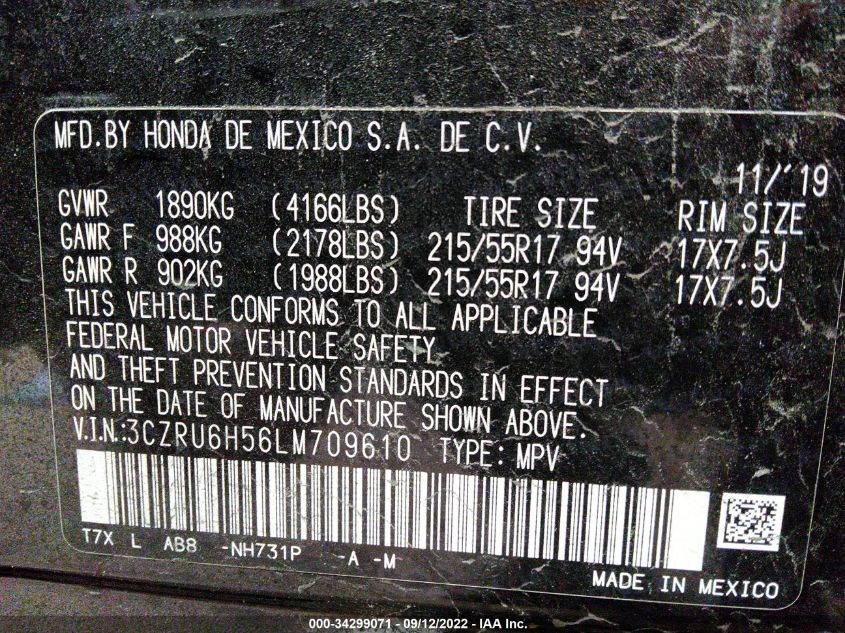 MFD.BY HONDA DE MEXICO S.A. DE C.V.
11/'19
GVWR 1890KG (4166LBS) TIRE SIZE RIM SIZE
GAWR F 988KG (2178LBS) 215/55R17 94V 17X7.5J
GAWR R 902KG (1988LBS) 215/55R17 94V 17X7.5J
THIS VEHICLE CONFORMS TO ALL APPLICABLE
FEDERAL MOTOR VEHICLE SAFETY
AND THEFT PREVENTION STANDARDS IN EFFECT
ON THE DATE OF MANUFACTURE SHOWN ABOVE.
V.I.N.:3CZRU6H56LM709610 TYPE: MPV
T7X L AB8 -NH731P -A -M
MADE IN MEXICO
000-34299071 - 09/12/2022 - IAA Inc.